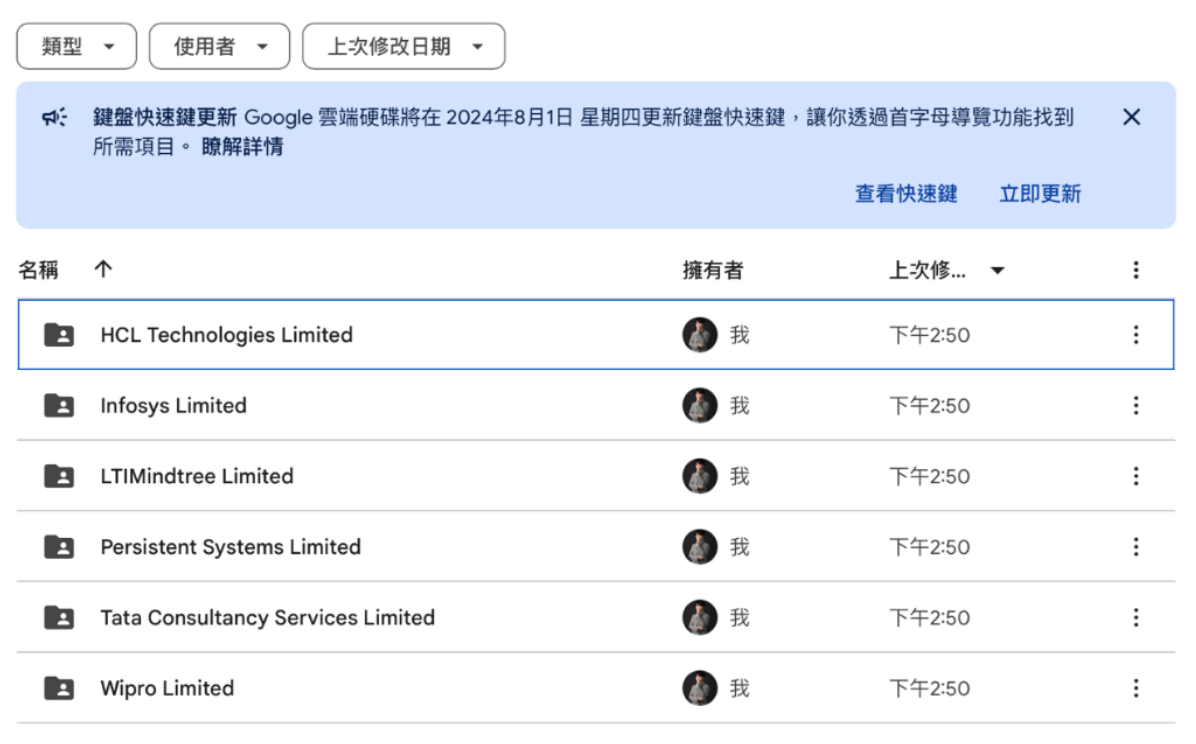 類型 使用者 上次修改日期
鍵盤快速鍵更新 Google 雲端硬碟將在 2024年8月1日 星期四更新鍵盤快速鍵，讓你透過首字母導覽功能找到
所需項目。 瞭解詳情
查看快速鍵 立即更新
名稱 擁有者 上次修...
HCL Technologies Limited 我 下午2:50
Infosys Limited 我 下午2:50
LTIMindtree Limited 我 下午2:50
Persistent Systems Limited 我 下午2:50
Tata Consultancy Services Limited 我 下午2:50
Wipro Limited 我 下午2:50